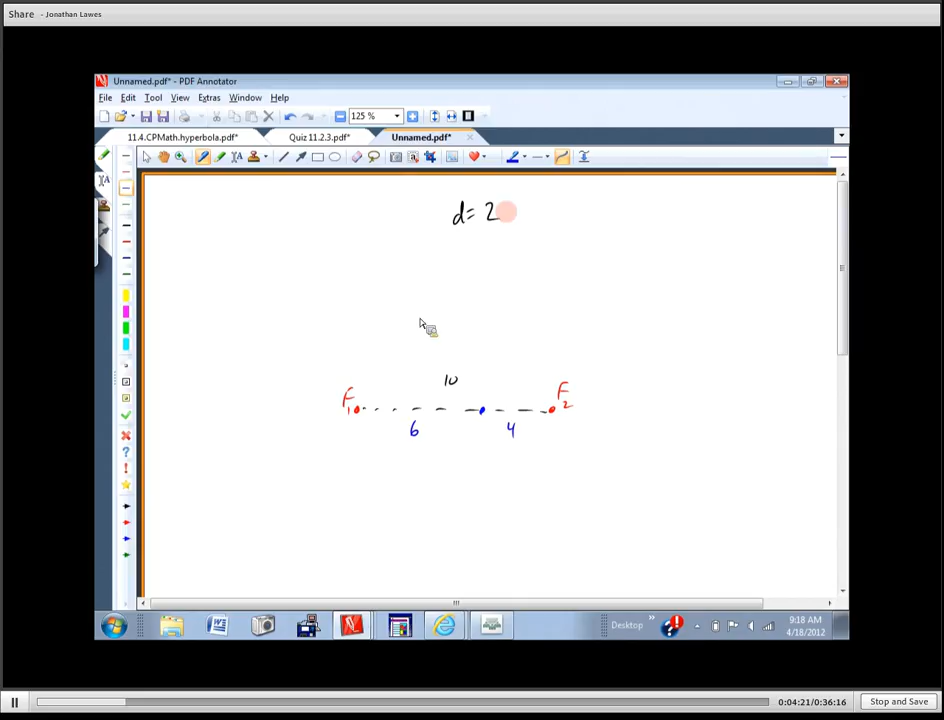 Share - Jonathan Lawes
Unnamed.pdf* - PDF Annotator
File Edit Tool View Extras Window Help
125 %
11.4.CPMath.hyperbola.pdf* Quiz 11.2.3.pdf* Unnamed.pdf*
d= 2
10
F1 F2
6 4
Desktop
9:18 AM
4/18/2012
0:04:21/0:36:16 Stop and Save